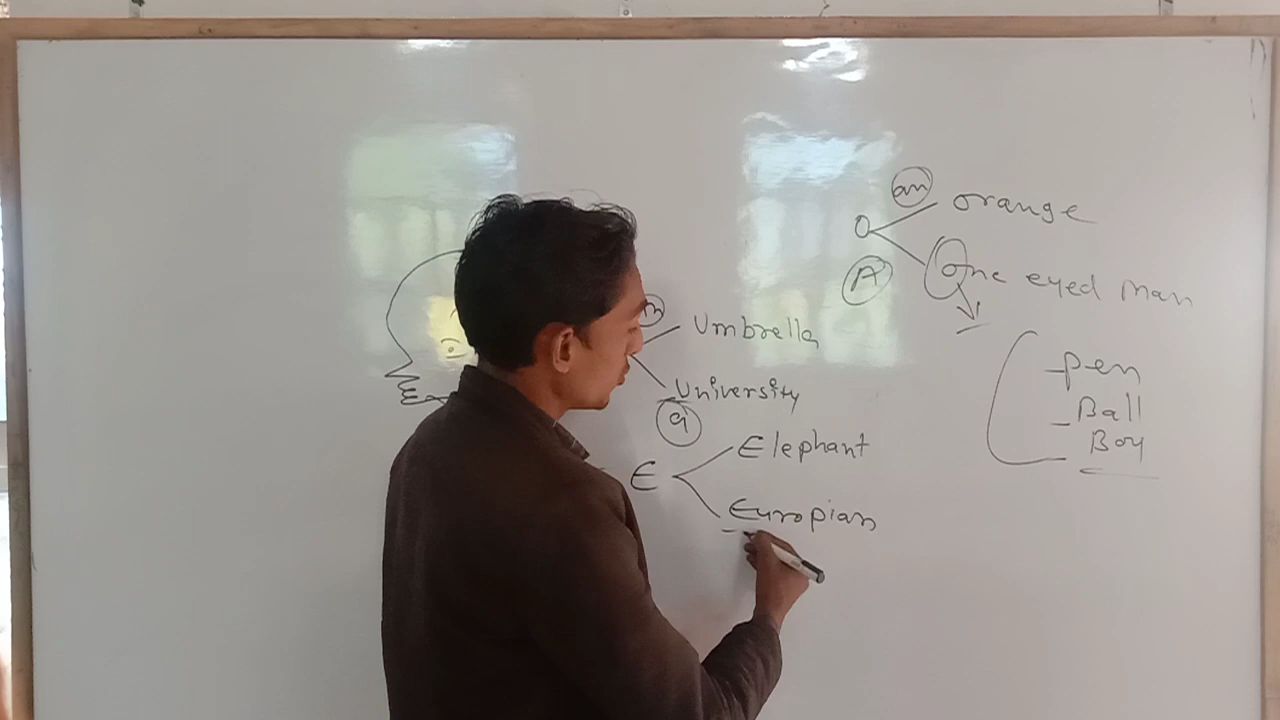 an orange
O
A One eyed man
Umbrella
University
a
E Elephant
Europian
pen
Ball
Boy